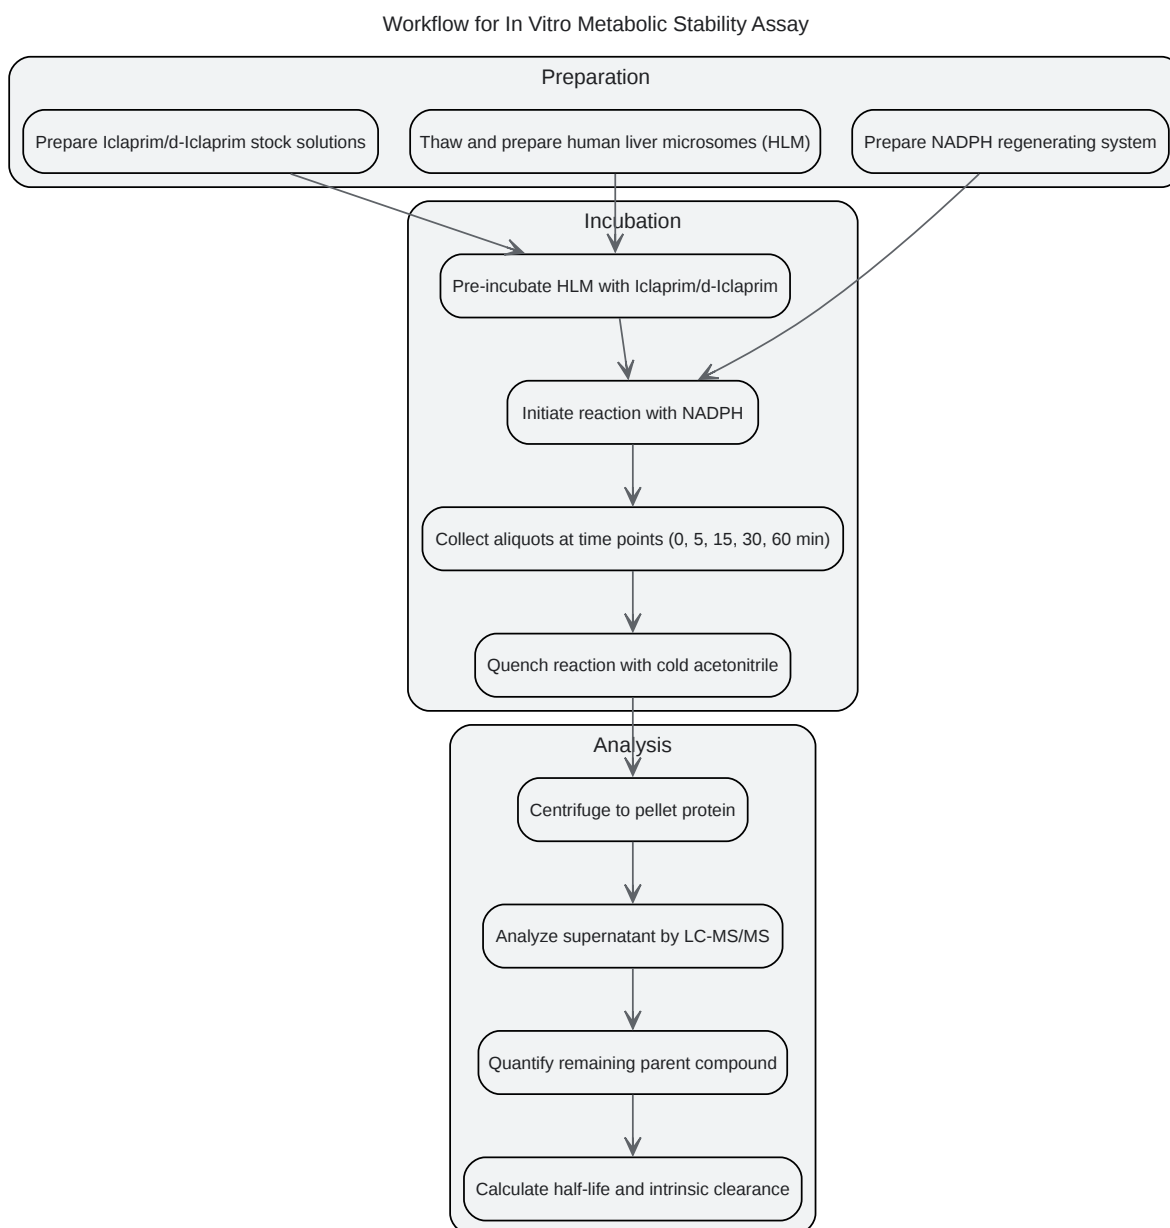 Workflow for In Vitro Metabolic Stability Assay
Preparation
Prepare Iclaprim/d-Iclaprim stock solutions
Thaw and prepare human liver microsomes (HLM)
Prepare NADPH regenerating system
Incubation
Pre-incubate HLM with Iclaprim/d-Iclaprim
Initiate reaction with NADPH
Collect aliquots at time points (0, 5, 15, 30, 60 min)
Quench reaction with cold acetonitrile
Analysis
Centrifuge to pellet protein
Analyze supernatant by LC-MS/MS
Quantify remaining parent compound
Calculate half-life and intrinsic clearance